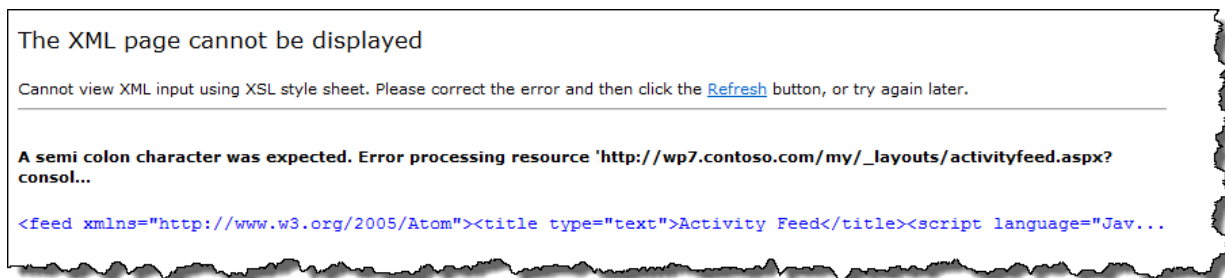 The XML page cannot be displayed
Cannot view XML input using XSL style sheet. Please correct the error and then click the Refresh button, or try again later.
A semi colon character was expected. Error processing resource 'http://wp7.contoso.com/my/_layouts/activityfeed.aspx?
consol...
<feed xmlns="http://www.w3.org/2005/Atom"><title type="text">Activity Feed</title><script language="Jav...